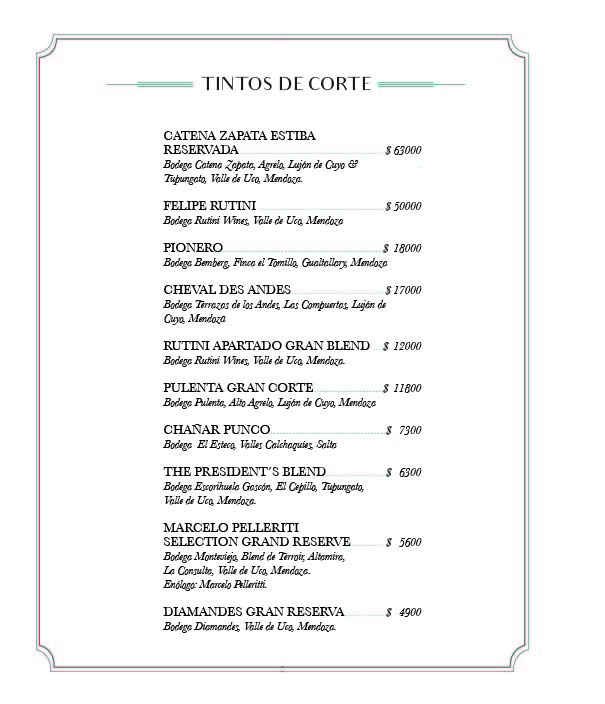 TINTOS DE CORTE
CATENA ZAPATA ESTIBA
RESERVADA $ 63000
Bodega Catena Zapata, Agrelo, Luján de Cuyo &
Tupungato, Valle de Uco, Mendoza.
FELIPE RUTINI $ 50000
Bodega Rutini Wines, Valle de Uco, Mendoza
PIONERO $ 18000
Bodega Bemberg, Finca el Tomillo, Gualtallary, Mendoza
CHEVAL DES ANDES $ 17000
Bodega Terrazas de los Andes, Las Compuertas, Luján de
Cuyo, Mendoza
RUTINI APARTADO GRAN BLEND $ 12000
Bodega Rutini Wines, Valle de Uco, Mendoza.
PULENTA GRAN CORTE $ 11800
Bodega Pulenta, Alto Agrelo, Luján de Cuyo, Mendoza
CHAÑAR PUNCO $ 7300
Bodega El Esteco, Valles Calchaquíes, Salta
THE PRESIDENT´S BLEND $ 6300
Bodega Escorihuela Gascón, El Cepillo, Tupungato,
Valle de Uco, Mendoza.
MARCELO PELLERITI
SELECTION GRAND RESERVE $ 5600
Bodega Monteviejo, Blend de Terroir, Altamira,
La Consulta, Valle de Uco, Mendoza.
Enólogo: Marcelo Pelleritti.
DIAMANDES GRAN RESERVA $ 4900
Bodega Diamandes, Valle de Uco, Mendoza.